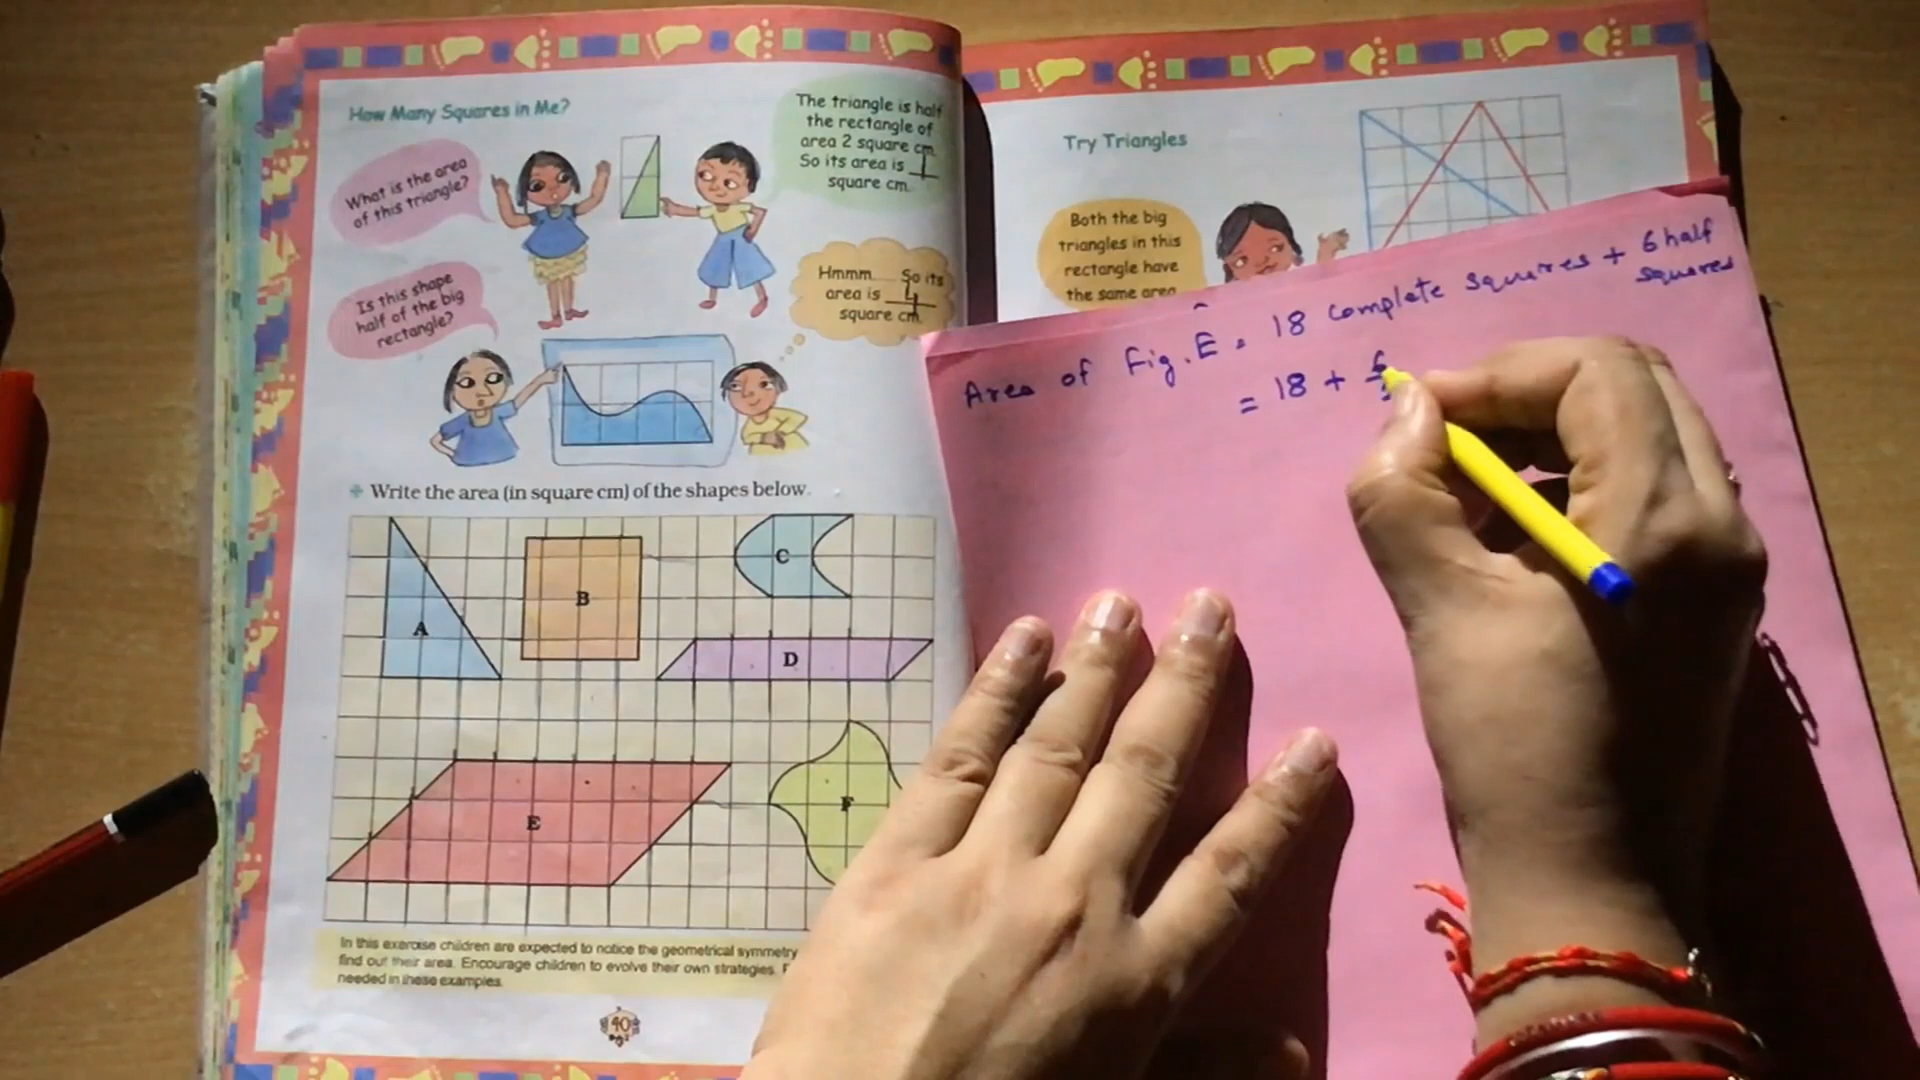 How Many Squares in Me?
What is the area
of this triangle?
The triangle is half
the rectangle of
area 2 square cm.
So its area is 1
square cm.
Is this shape
half of the big
rectangle?
Hmm So its
area is 4
square cm.
Write the area (in square cm) of the shapes below.
A
B
C
D
E
F
In this exercise children are expected to notice the geometrical symmetry
find out their area. Encourage children to evolve their own strategies.
needed in these examples.
40
Try Triangles
Both the big
triangles in this
rectangle have
the same area
Area of Fig. E = 18 complete squires + 6 half
squares
= 18 + 6